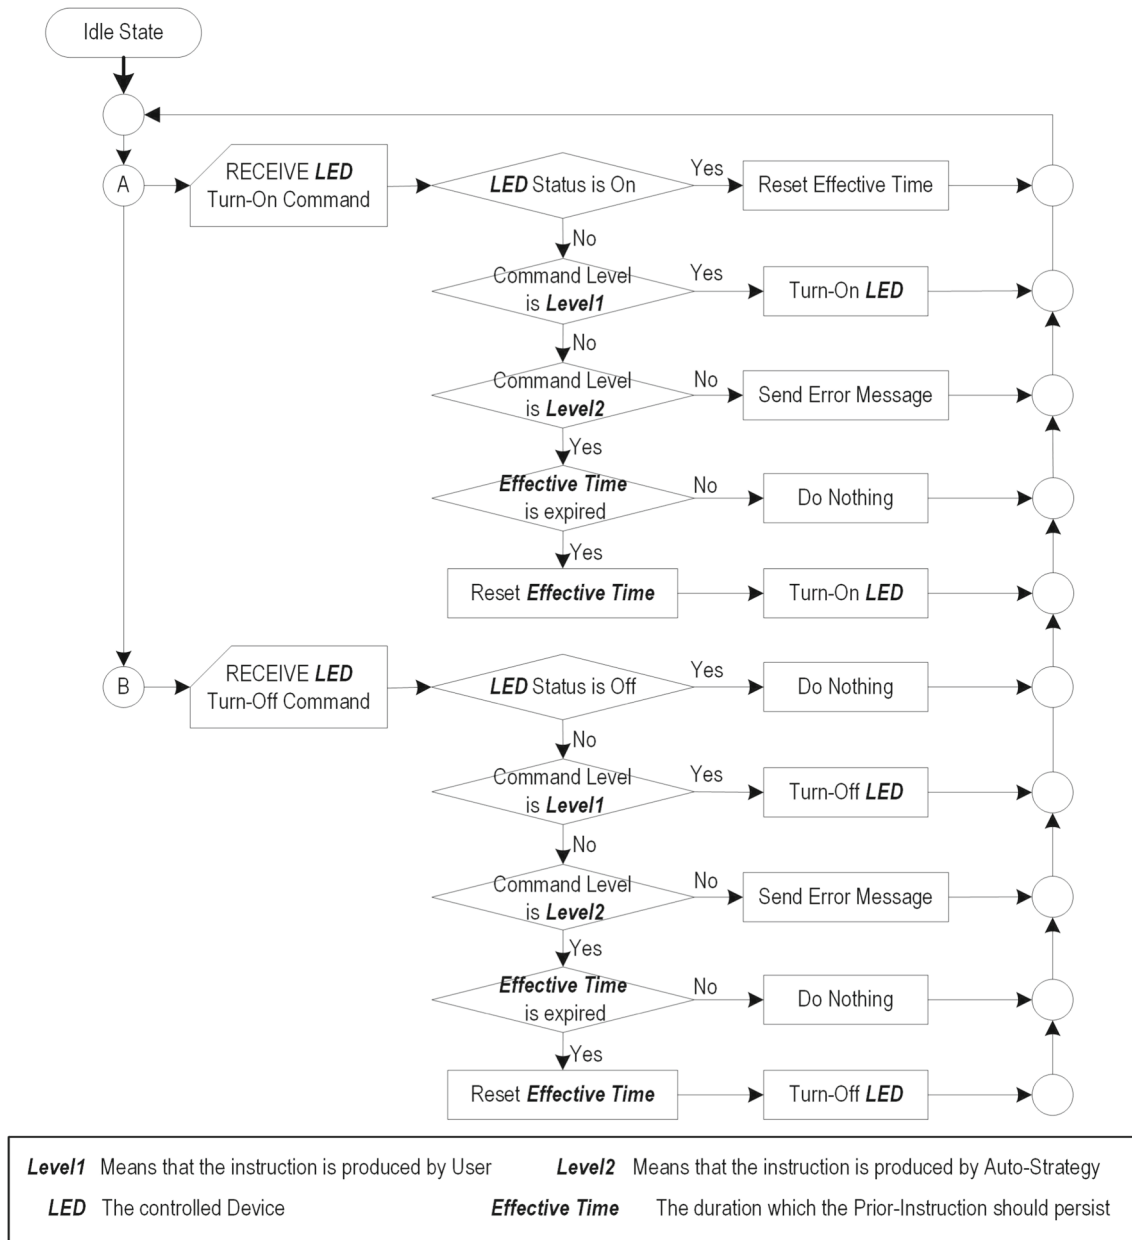 Idle State
A
RECEIVE LED
Turn-On Command
LED Status is On
Yes
Reset Effective Time
No
Command Level
is Level1
Yes
Turn-On LED
No
Command Level
is Level2
No
Send Error Message
Yes
Effective Time
is expired
No
Do Nothing
Yes
Reset Effective Time
Turn-On LED
B
RECEIVE LED
Turn-Off Command
LED Status is Off
Yes
Do Nothing
No
Command Level
is Level1
Yes
Turn-Off LED
No
Command Level
is Level2
No
Send Error Message
Yes
Effective Time
is expired
No
Do Nothing
Yes
Reset Effective Time
Turn-Off LED
Level1 Means that the instruction is produced by User
Level2 Means that the instruction is produced by Auto-Strategy
LED The controlled Device
Effective Time The duration which the Prior-Instruction should persist